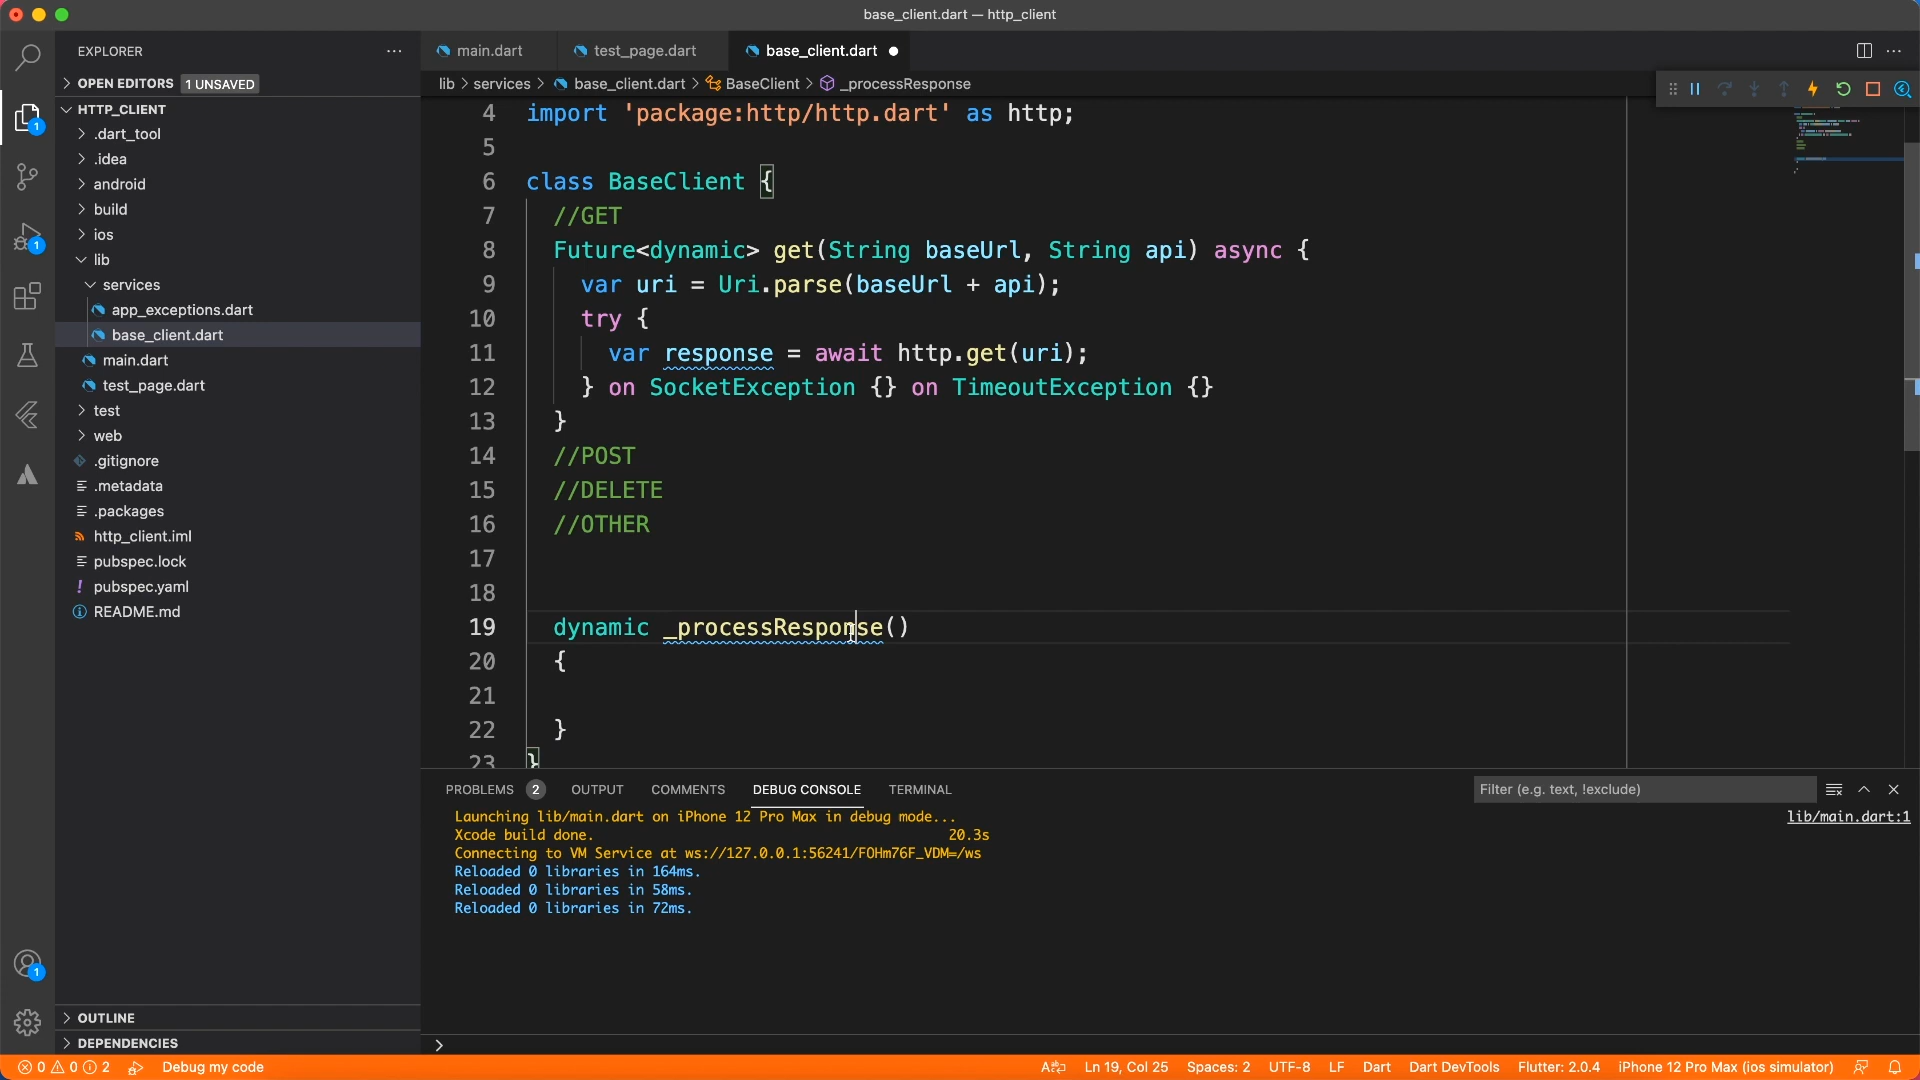 base_client.dart — http_client
EXPLORER
OPEN EDITORS 1 UNSAVED
HTTP_CLIENT
.dart_tool
.idea
android
build
ios
lib
services
app_exceptions.dart
base_client.dart
main.dart
test_page.dart
test
web
.gitignore
.metadata
.packages
http_client.iml
pubspec.lock
pubspec.yaml
README.md
OUTLINE
DEPENDENCIES
1
1
1
main.dart test_page.dart base_client.dart
lib > services > base_client.dart > BaseClient > _processResponse
4 import 'package:http/http.dart' as http;
5
6 class BaseClient {
7 //GET
8 Future<dynamic> get(String baseUrl, String api) async {
9 var uri = Uri.parse(baseUrl + api);
10 try {
11 var response = await http.get(uri);
12 } on SocketException {} on TimeoutException {}
13 }
14 //POST
15 //DELETE
16 //OTHER
17
18
19 dynamic _processResponse()
20 {
21
22 }
23 }
PROBLEMS 2 OUTPUT COMMENTS DEBUG CONSOLE TERMINAL
Filter (e.g. text, !exclude)
Launching lib/main.dart on iPhone 12 Pro Max in debug mode...
lib/main.dart:1
Xcode build done. 20.3s
Connecting to VM Service at ws://127.0.0.1:56241/FOHm76F_VDM=/ws
Reloaded 0 libraries in 164ms.
Reloaded 0 libraries in 58ms.
Reloaded 0 libraries in 72ms.
0 0 2 Debug my code
Ln 19, Col 25 Spaces: 2 UTF-8 LF Dart Dart DevTools Flutter: 2.0.4 iPhone 12 Pro Max (ios simulator)